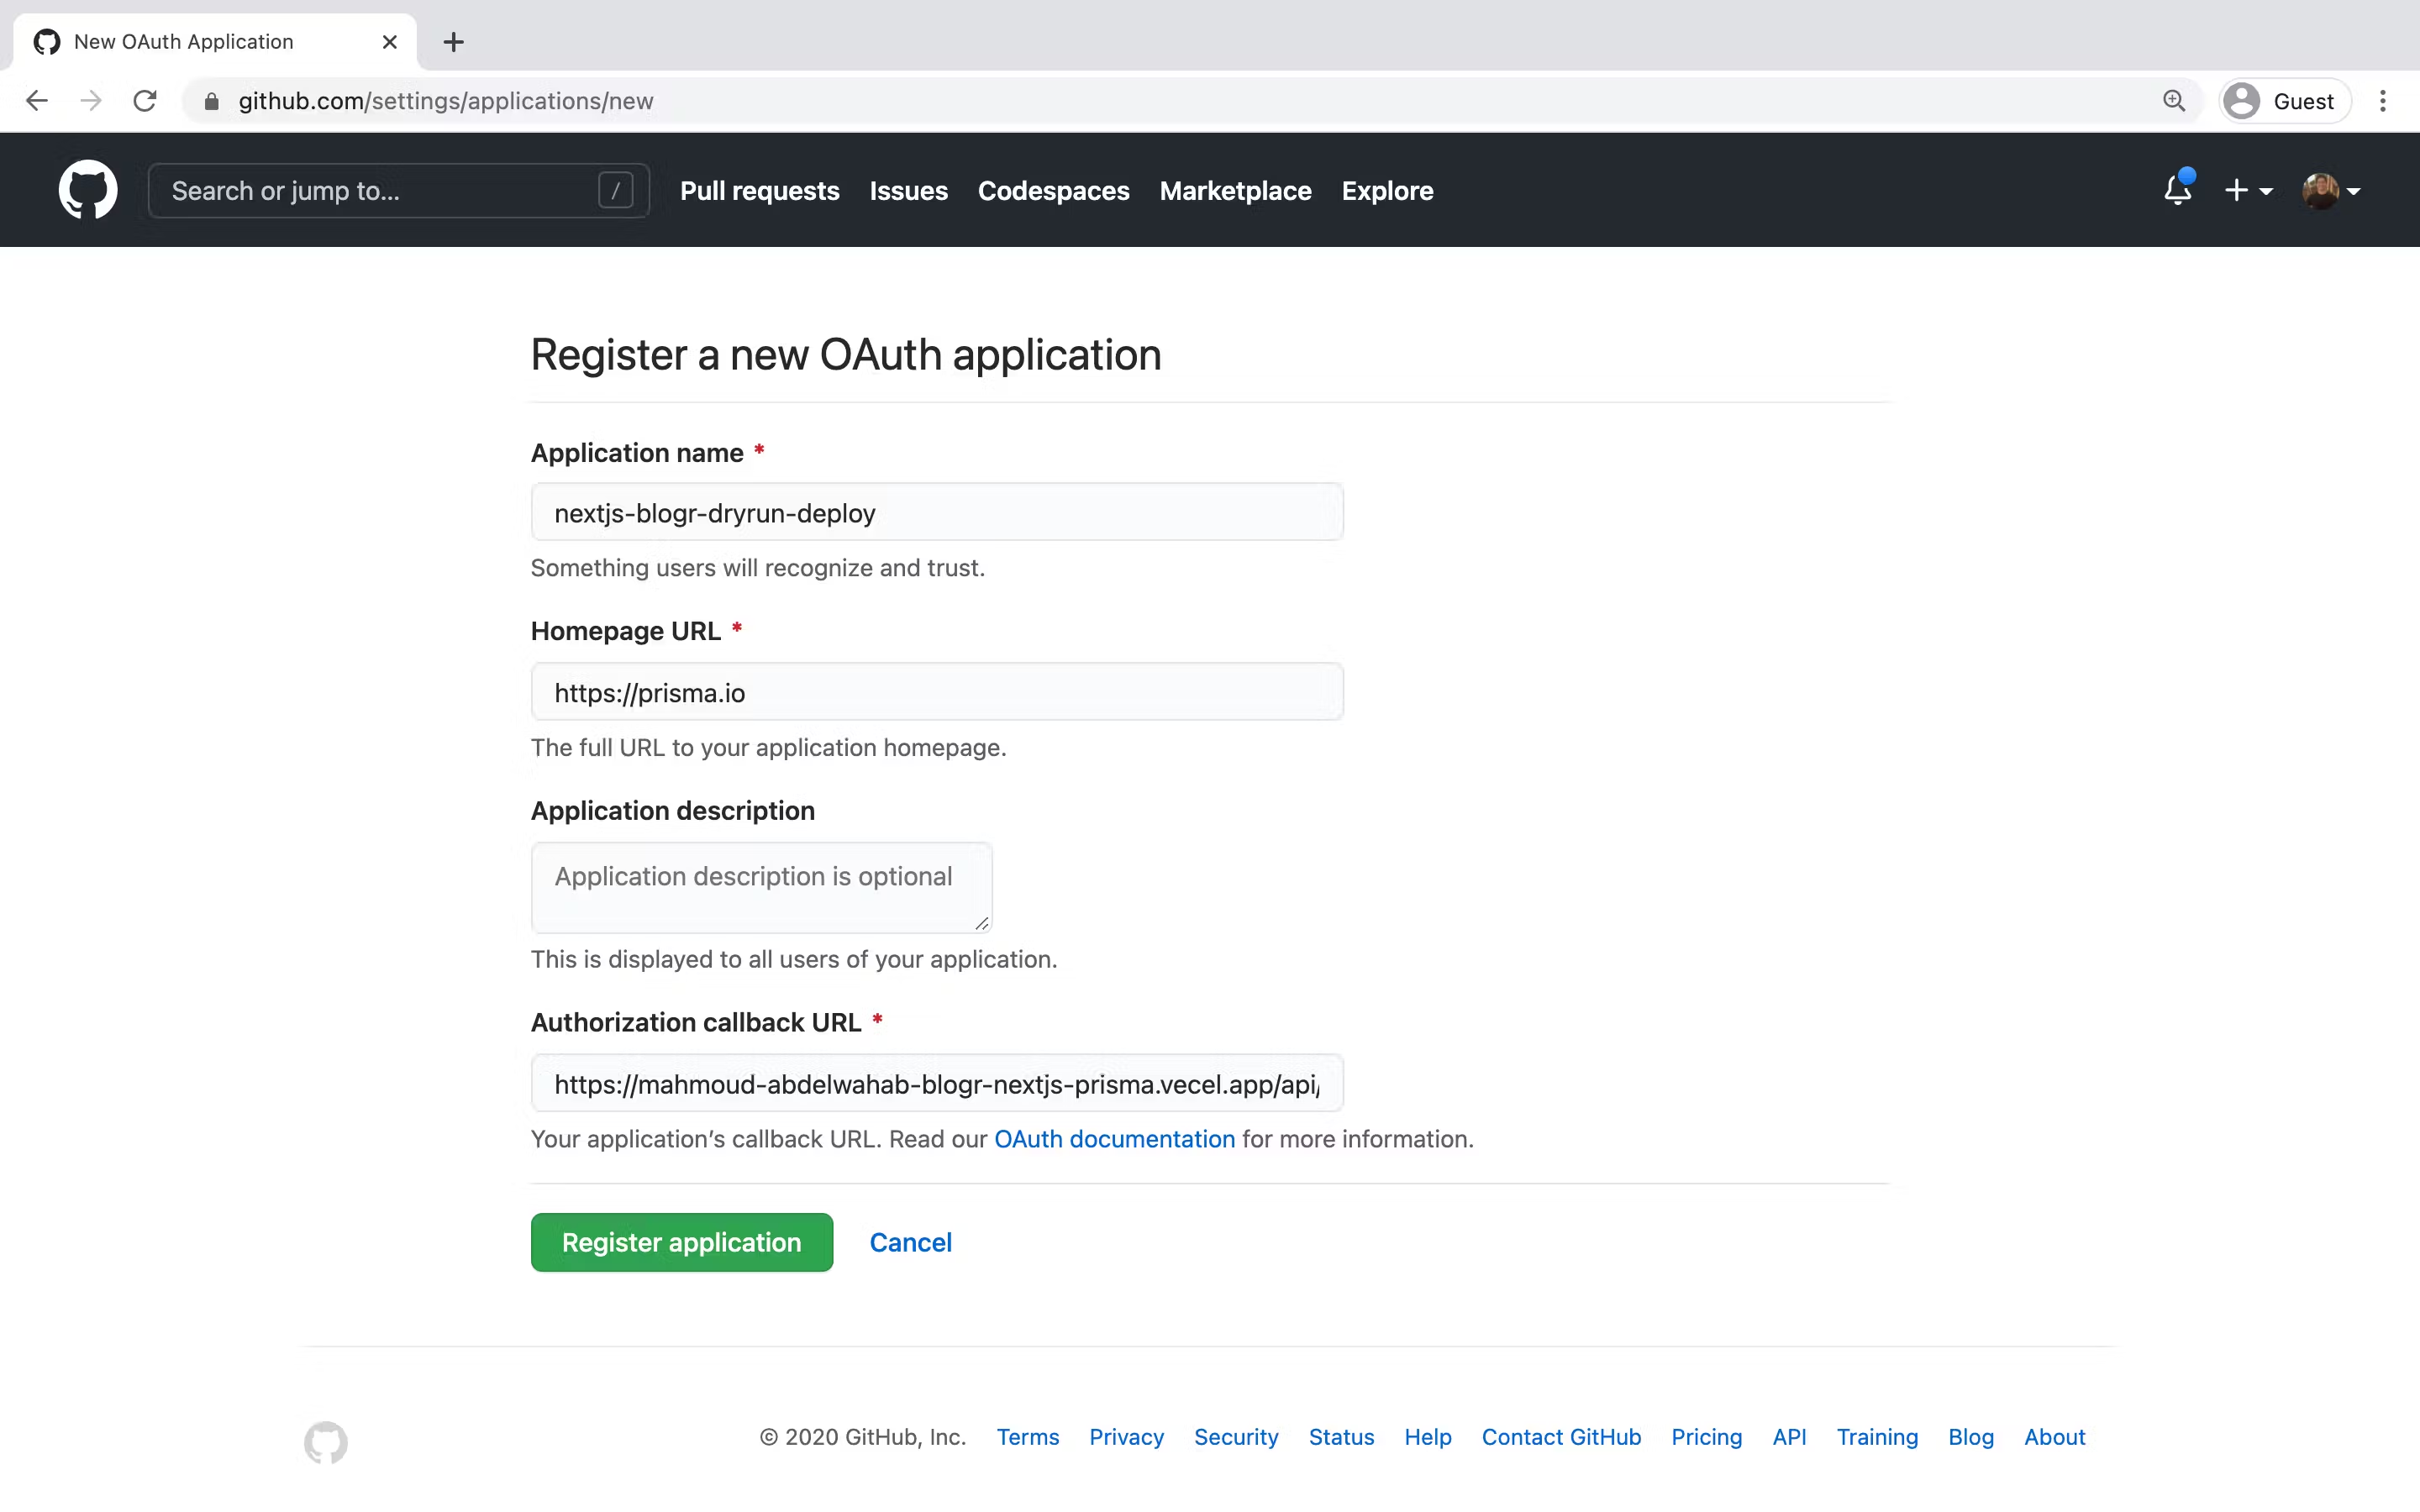 New OAuth Application
github.com/settings/applications/new
Guest
Search or jump to...
/
Pull requests Issues Codespaces Marketplace Explore
Register a new OAuth application
Application name *
nextjs-blogr-dryrun-deploy
Something users will recognize and trust.
Homepage URL *
https://prisma.io
The full URL to your application homepage.
Application description
Application description is optional
This is displayed to all users of your application.
Authorization callback URL *
https://mahmoud-abdelwahab-blogr-nextjs-prisma.vecel.app/api/
Your application’s callback URL. Read our OAuth documentation for more information.
Register application Cancel
© 2020 GitHub, Inc. Terms Privacy Security Status Help Contact GitHub Pricing API Training Blog About